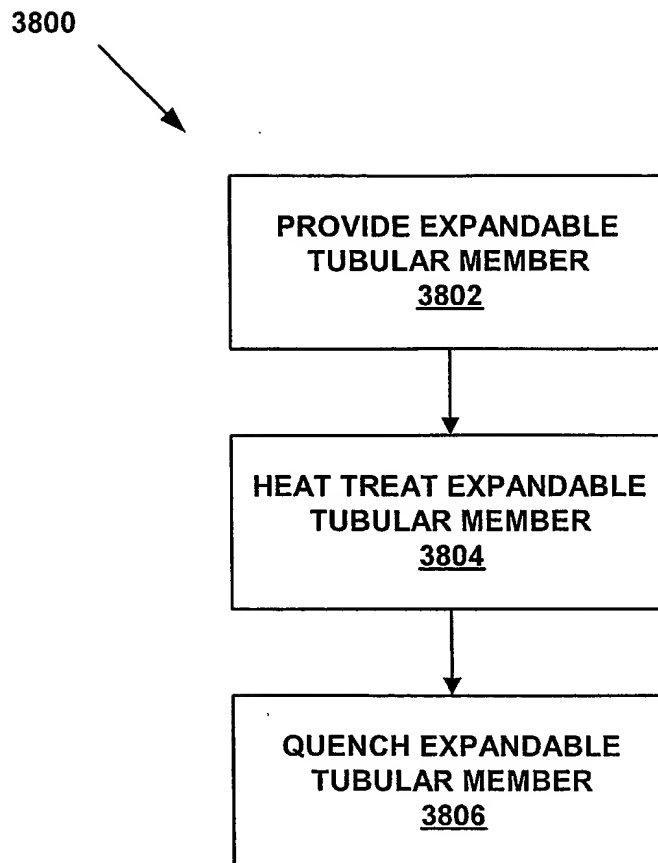 3800
PROVIDE EXPANDABLE
TUBULAR MEMBER
3802
HEAT TREAT EXPANDABLE
TUBULAR MEMBER
3804
QUENCH EXPANDABLE
TUBULAR MEMBER
3806